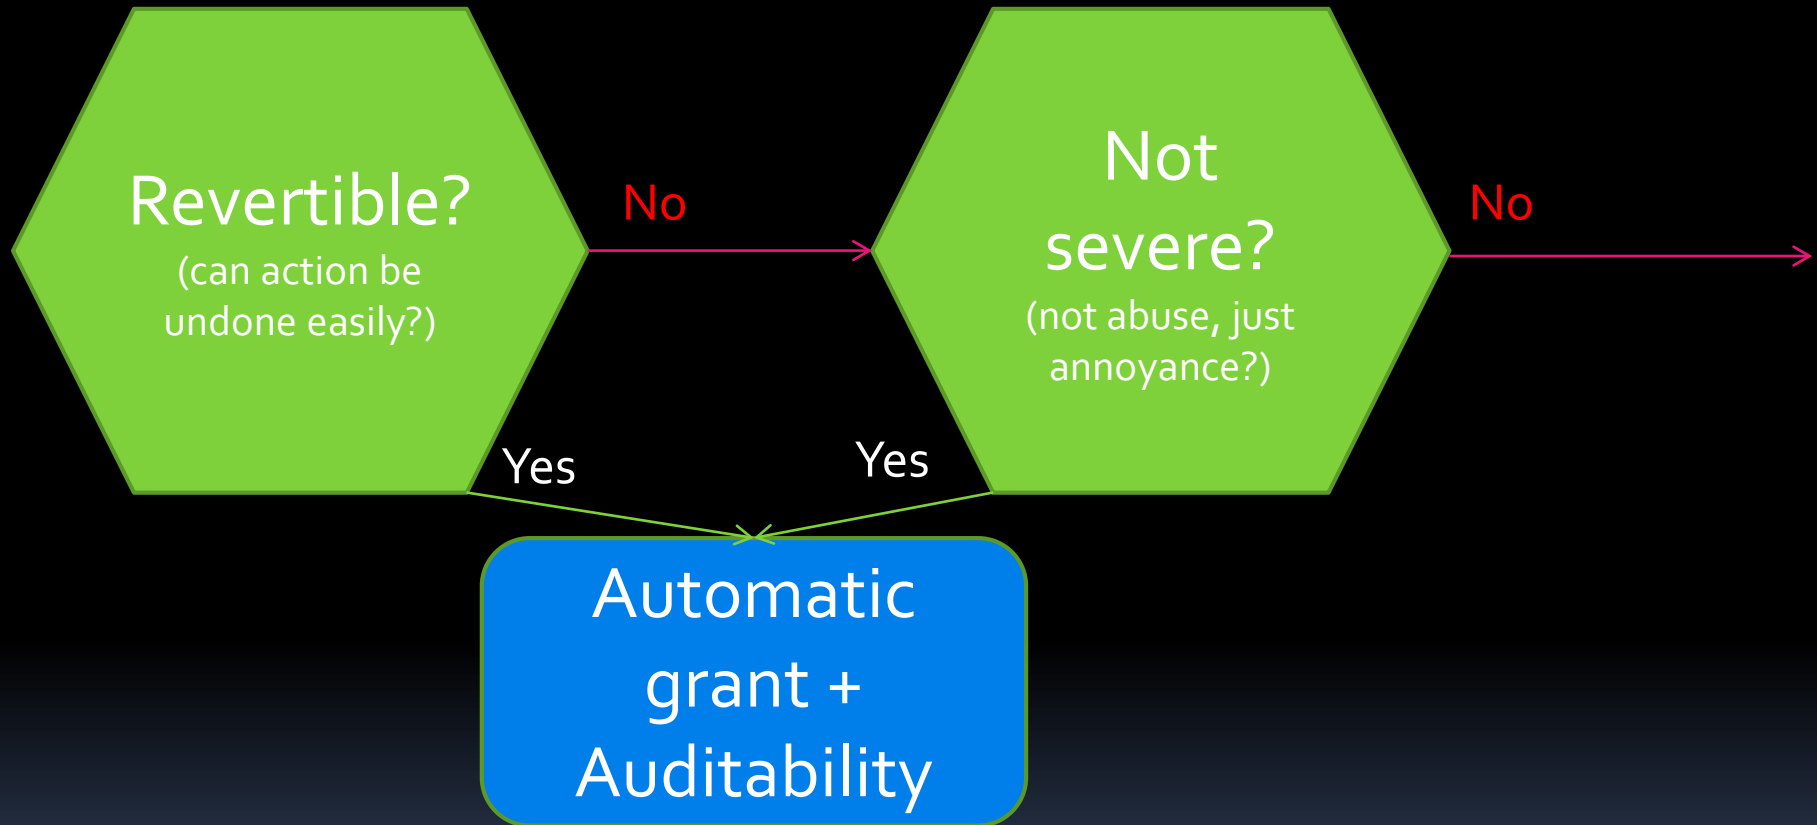 Revertible?
(can action be
undone easily?)
No
Not
severe?
(not abuse, just
annoyance?)
No
Yes
Yes
Automatic
grant +
Auditability